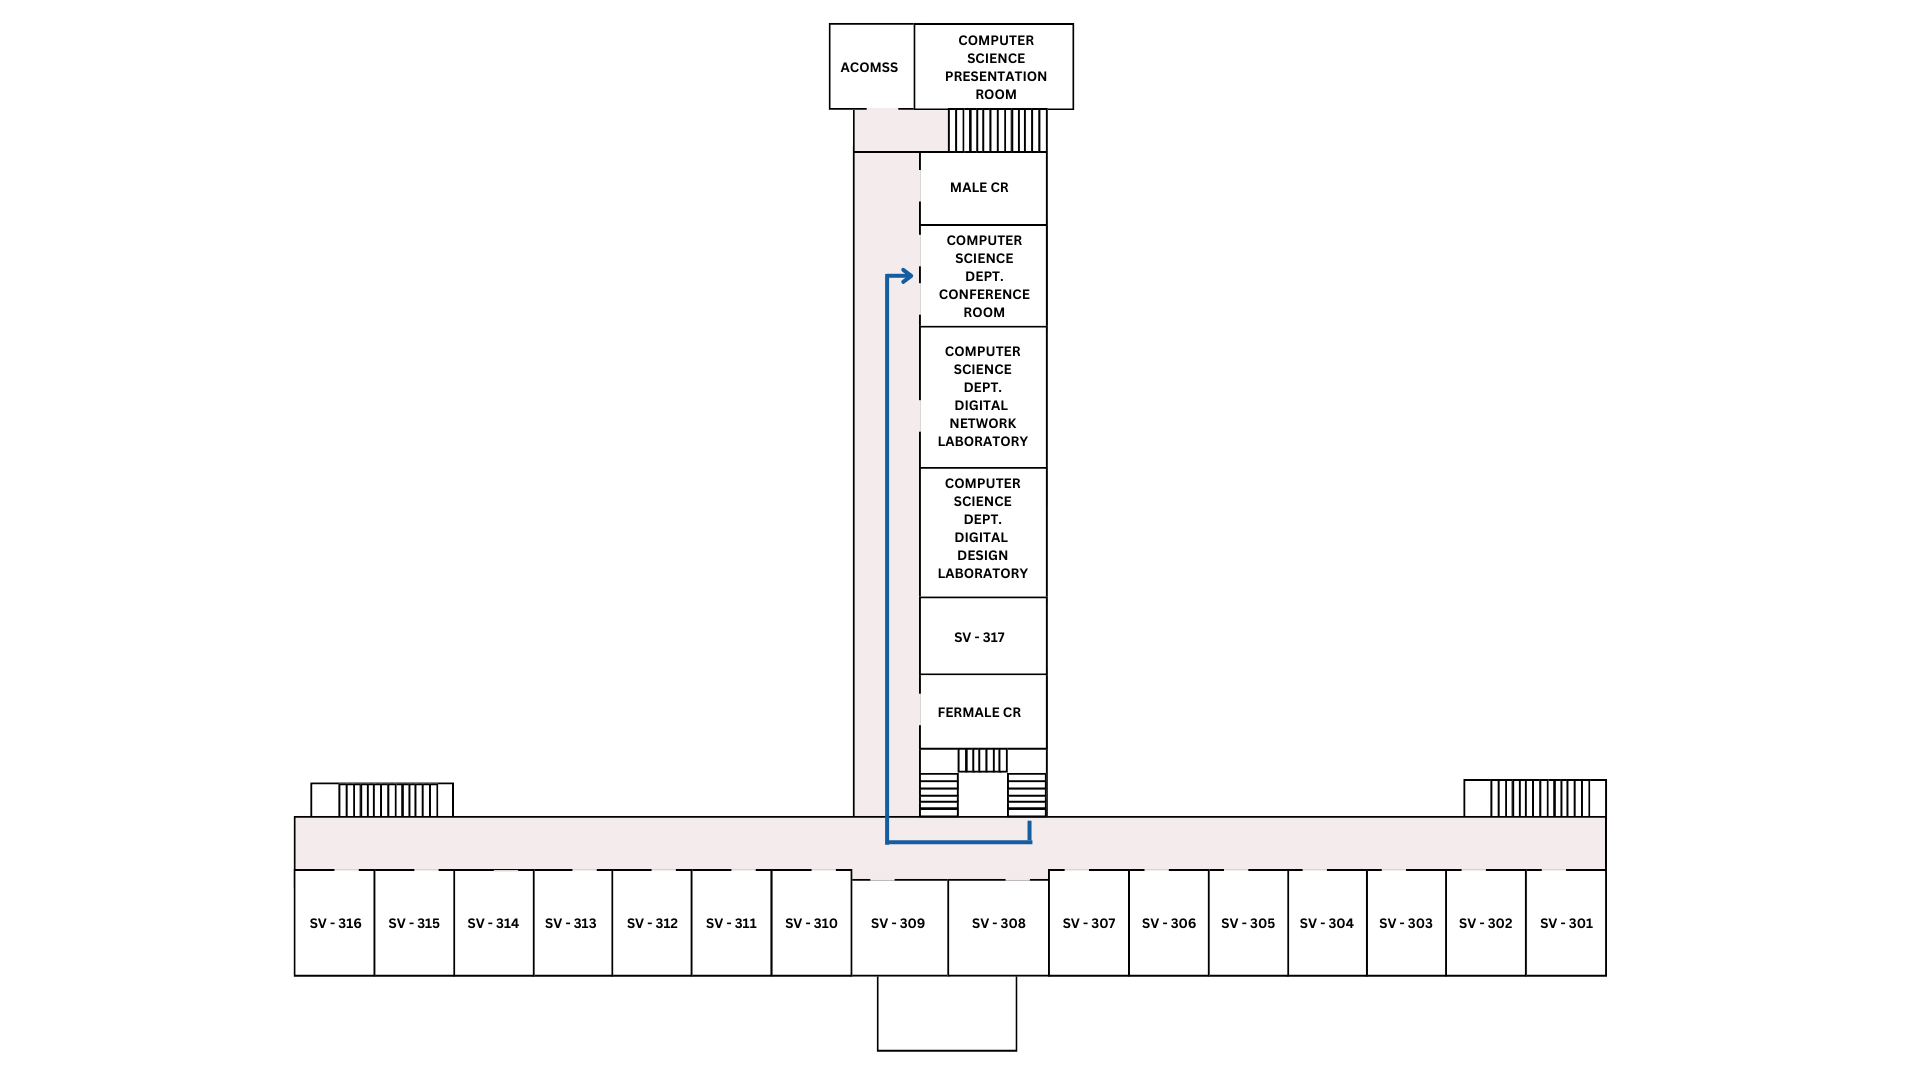 ACOMSS
COMPUTER
SCIENCE
PRESENTATION
ROOM
MALE CR
COMPUTER
SCIENCE
DEPT.
CONFERENCE
ROOM
COMPUTER
SCIENCE
DEPT.
DIGITAL
NETWORK
LABORATORY
COMPUTER
SCIENCE
DEPT.
DIGITAL
DESIGN
LABORATORY
SV - 317
FERMALE CR
SV - 316
SV - 315
SV - 314
SV - 313
SV - 312
SV - 311
SV - 310
SV - 309
SV - 308
SV - 307
SV - 306
SV - 305
SV - 304
SV - 303
SV - 302
SV - 301